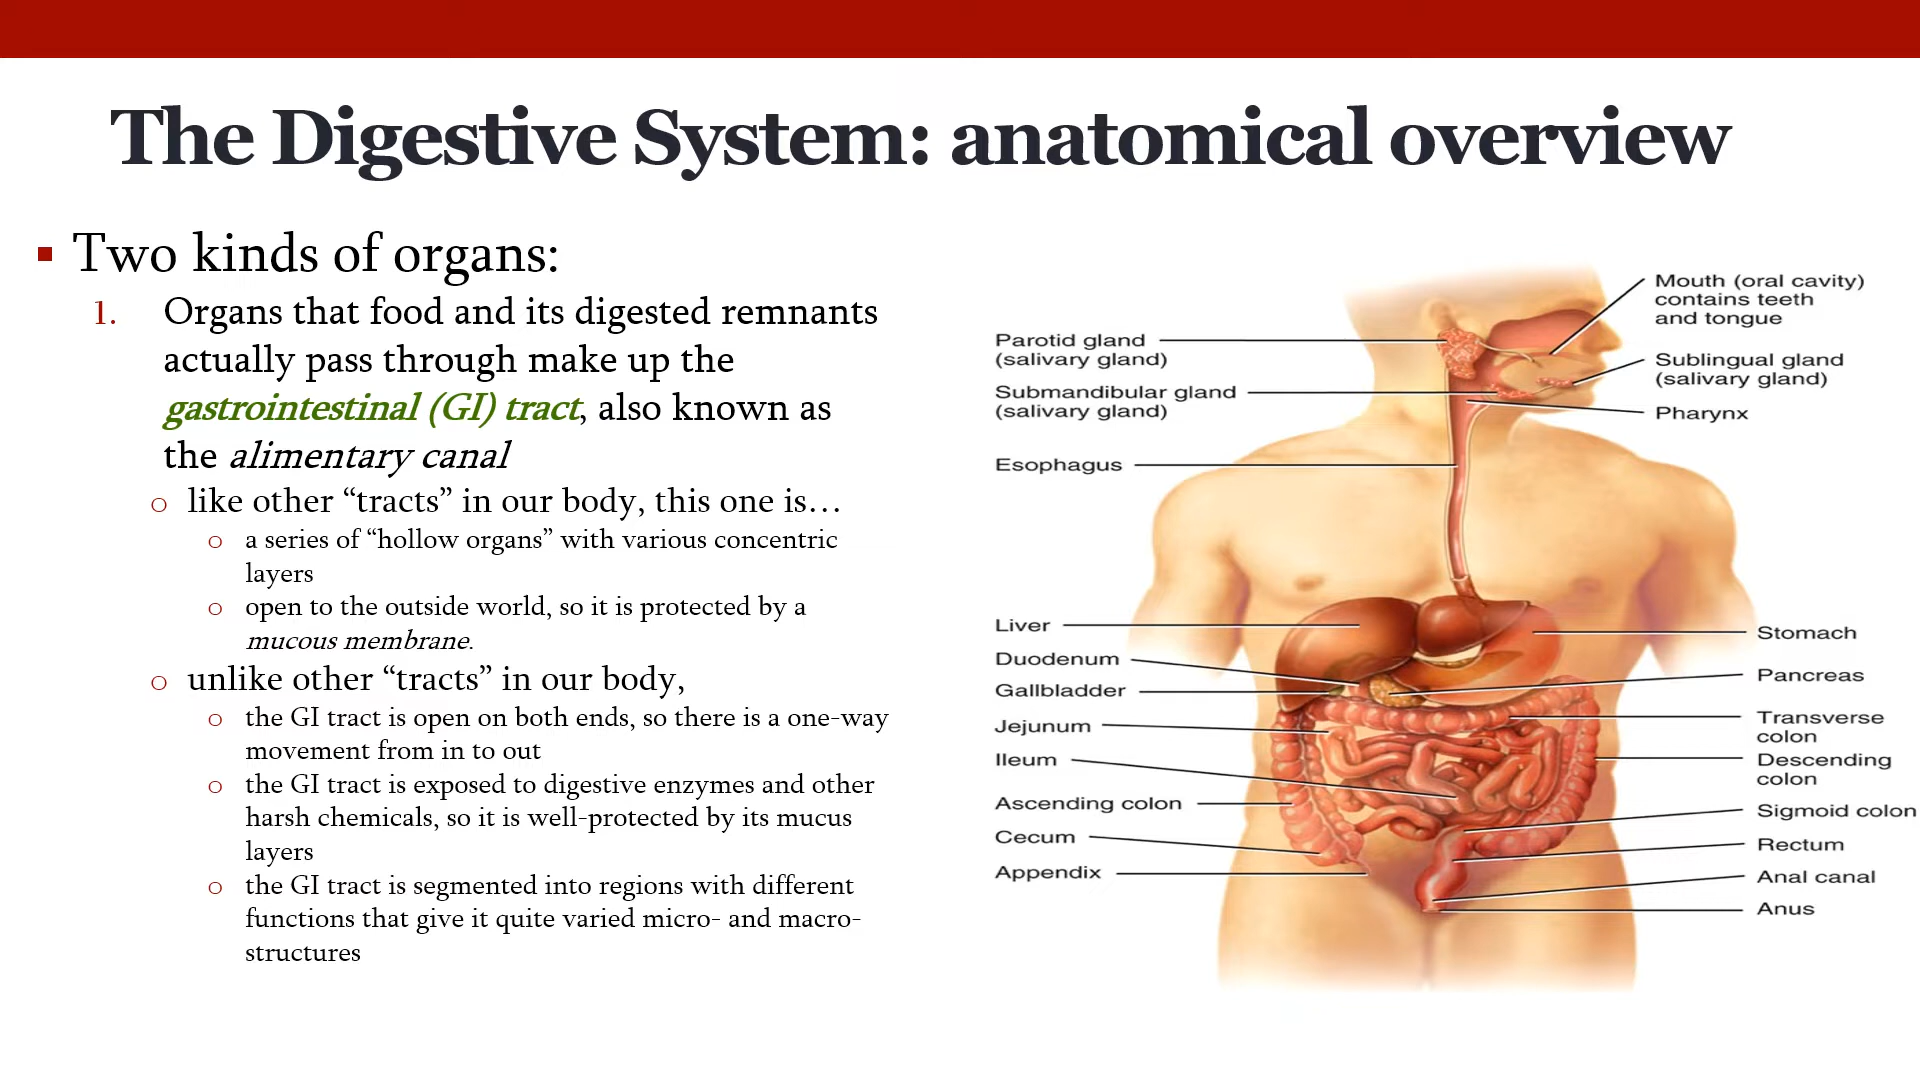 The Digestive System: anatomical overview
▪ Two kinds of organs:
1. Organs that food and its digested remnants
actually pass through make up the
gastrointestinal (GI) tract, also known as
the alimentary canal
o like other “tracts” in our body, this one is…
o a series of “hollow organs” with various concentric
layers
o open to the outside world, so it is protected by a
mucous membrane.
o unlike other “tracts” in our body,
o the GI tract is open on both ends, so there is a one-way
movement from in to out
o the GI tract is exposed to digestive enzymes and other
harsh chemicals, so it is well-protected by its mucus
layers
o the GI tract is segmented into regions with different
functions that give it quite varied micro- and macro-
structures
Parotid gland
(salivary gland)
Submandibular gland
(salivary gland)
Esophagus
Liver
Duodenum
Gallbladder
Jejunum
Ileum
Ascending colon
Cecum
Appendix
Mouth (oral cavity)
contains teeth
and tongue
Sublingual gland
(salivary gland)
Pharynx
Stomach
Pancreas
Transverse
colon
Descending
colon
Sigmoid colon
Rectum
Anal canal
Anus